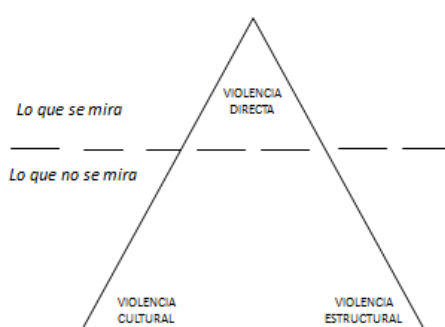 VIOLENCIA
DIRECTA
Lo que se mira
Lo que no se mira
VIOLENCIA
CULTURAL
VIOLENCIA
ESTRUCTURAL